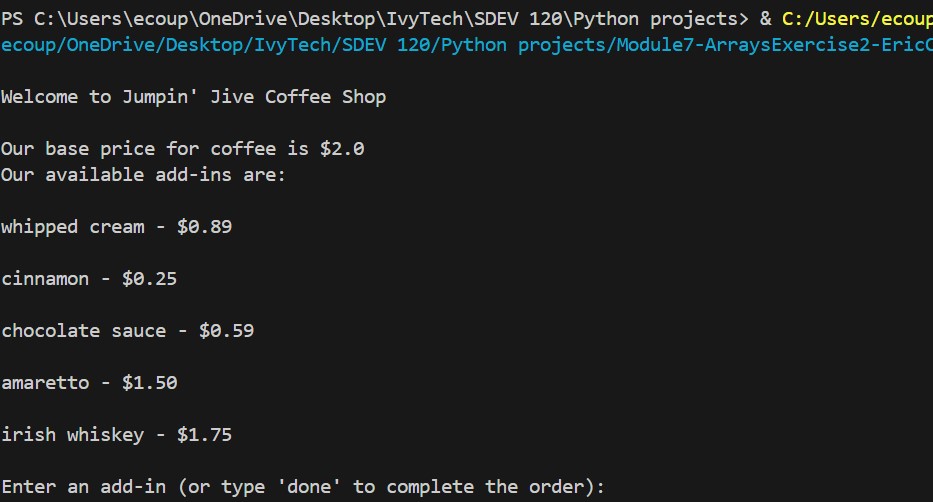 PS C:\Users\ecoup\OneDrive\Desktop\IvyTech\SDEV 120\Python projects> & C:/Users/ecoup
ecoup/OneDrive/Desktop/IvyTech/SDEV 120/Python projects/Module7-ArraysExercise2-EricC
Welcome to Jumpin' Jive Coffee Shop
Our base price for coffee is $2.0
Our available add-ins are:
whipped cream - $0.89
cinnamon - $0.25
chocolate sauce - $0.59
amaretto - $1.50
irish whiskey - $1.75
Enter an add-in (or type 'done' to complete the order):